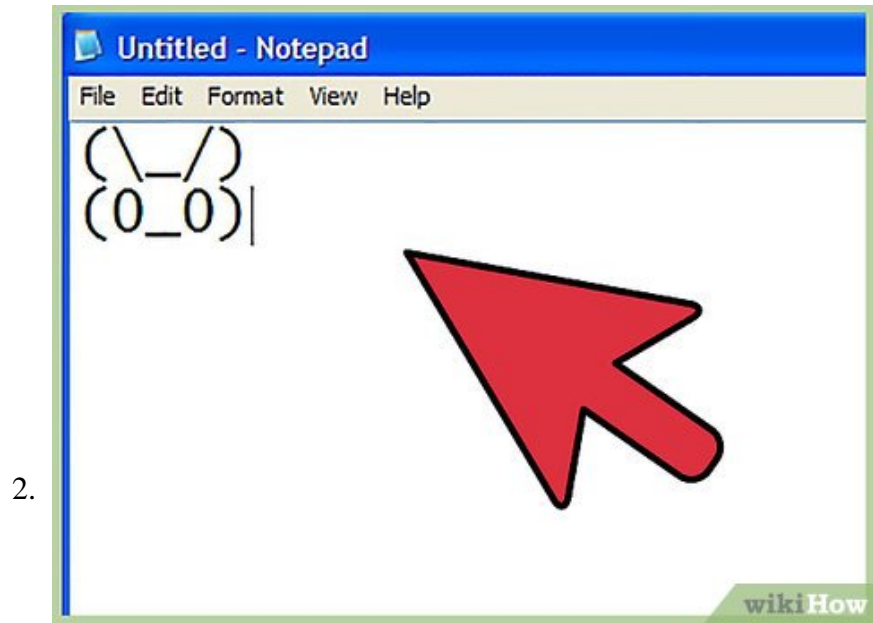 Untitled - Notepad
File Edit Format View Help
(\_/)
(0_0)
2.
wikiHow